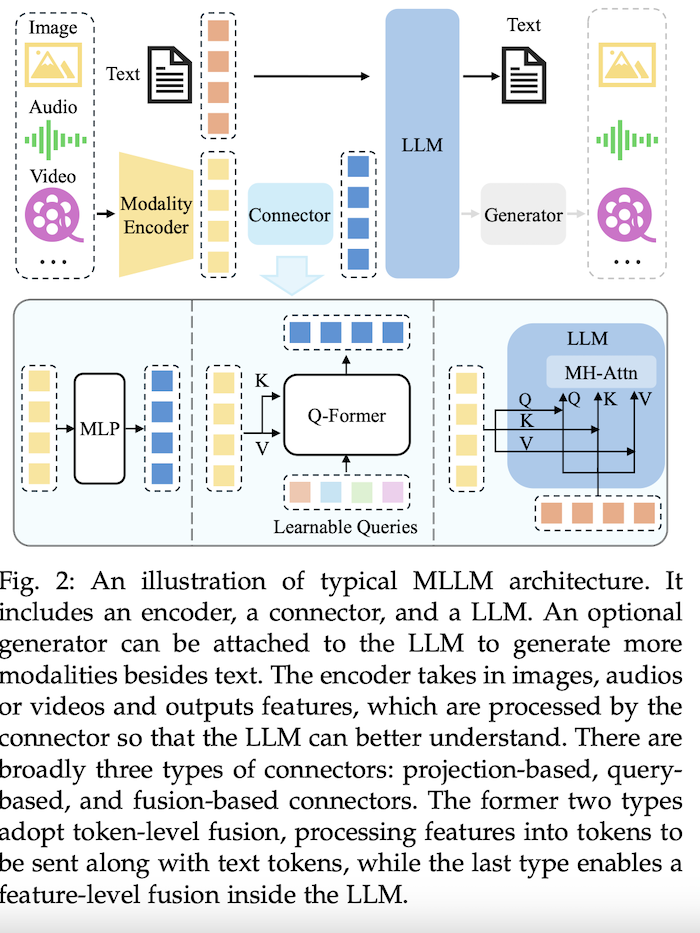 Image
Text
Audio
Video
Modality
Encoder
Connector
LLM
Text
Generator
...
...
MLP
K
V
Q-Former
Learnable Queries
LLM
MH-Attn
Q
K
V
Q
K
V
Fig. 2: An illustration of typical MLLM architecture. It
includes an encoder, a connector, and a LLM. An optional
generator can be attached to the LLM to generate more
modalities besides text. The encoder takes in images, audios
or videos and outputs features, which are processed by the
connector so that the LLM can better understand. There are
broadly three types of connectors: projection-based, query-
based, and fusion-based connectors. The former two types
adopt token-level fusion, processing features into tokens to
be sent along with text tokens, while the last type enables a
feature-level fusion inside the LLM.